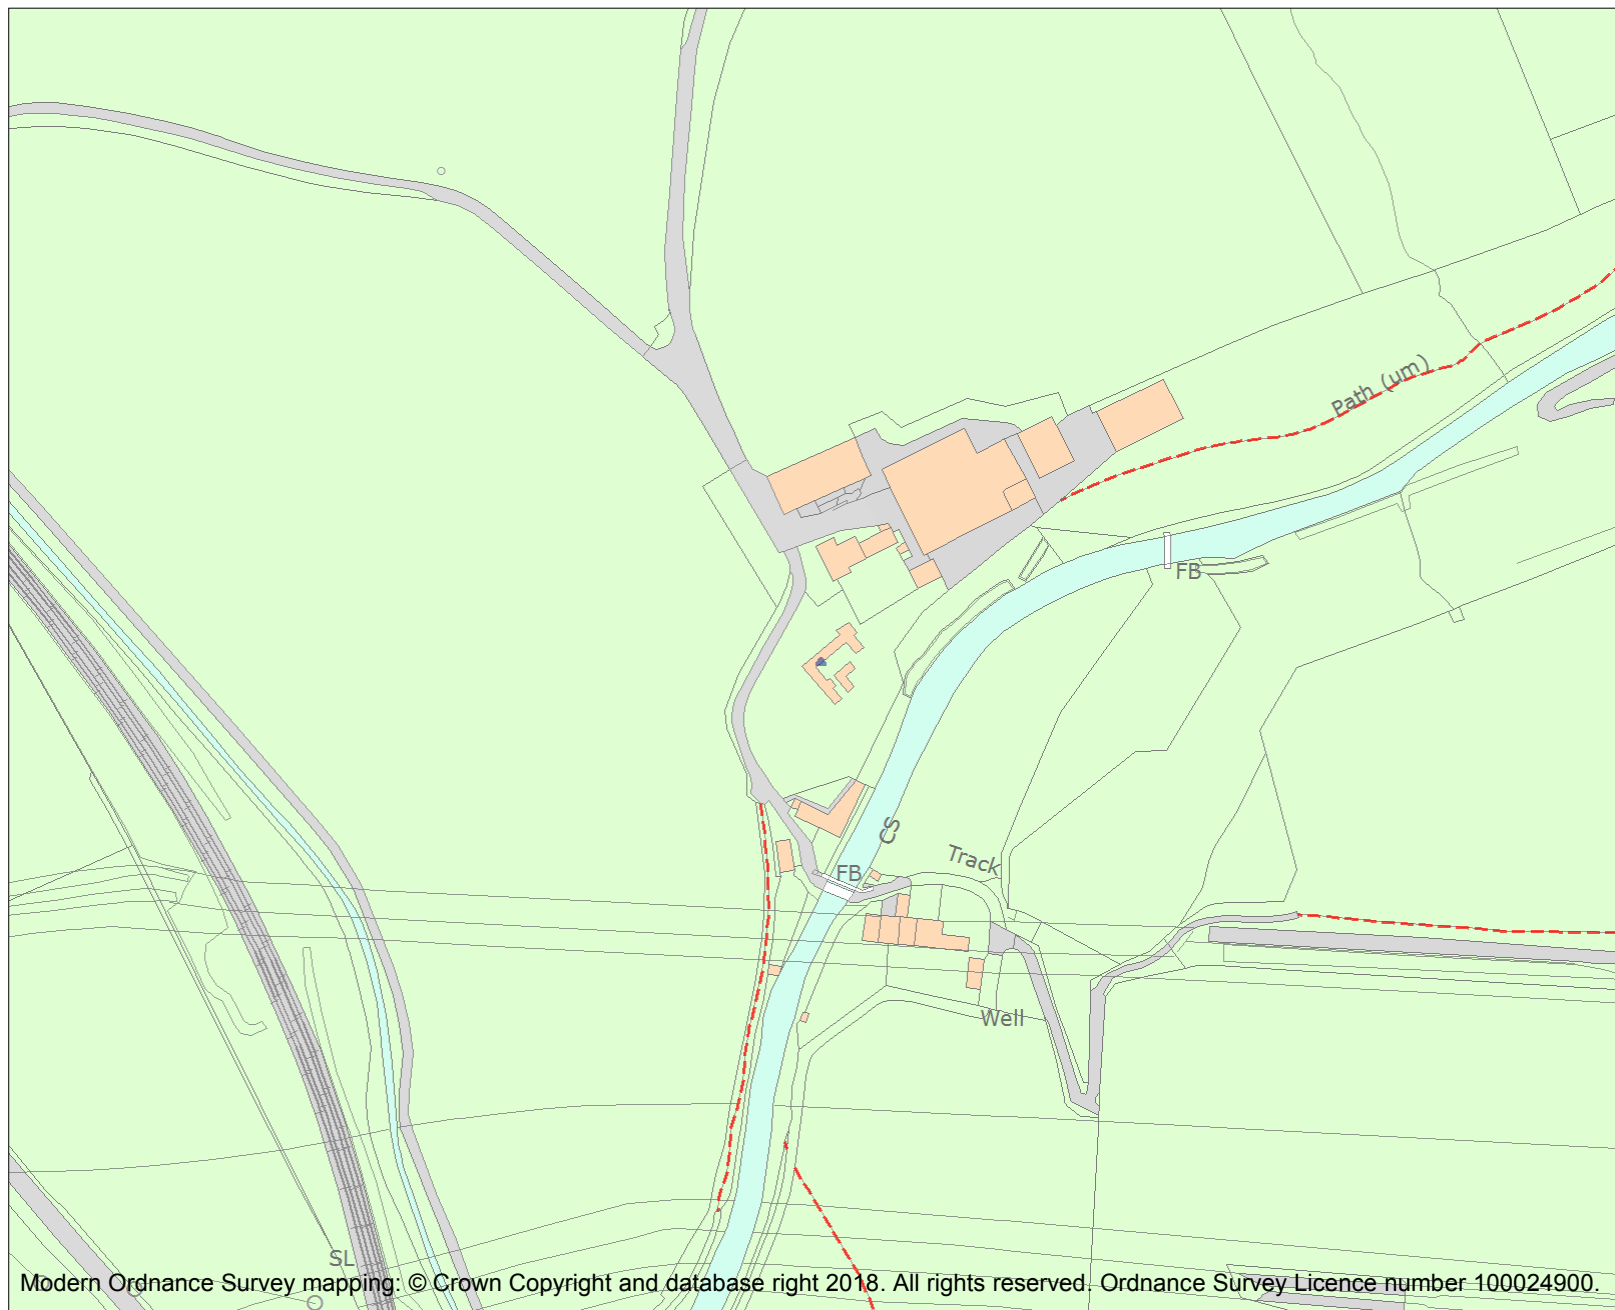 Path (um)
FB
CS
Track
FB
Well
SL
Modern Ordnance Survey mapping: © Crown Copyright and database right 2018. All rights reserved. Ordnance Survey Licence number 100024900.